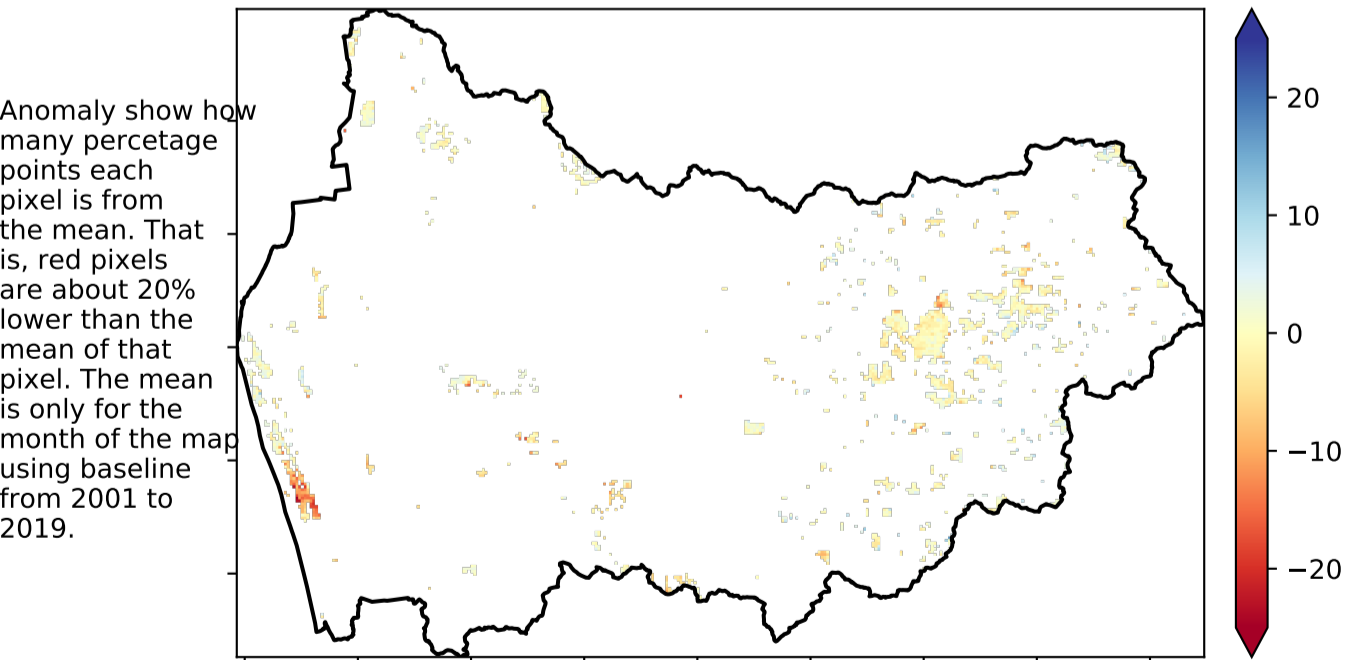 Anomaly show how
many percetage
points each
pixel is from
the mean. That
is, red pixels
are about 20%
lower than the
mean of that
pixel. The mean
is only for the
month of the map
using baseline
from 2001 to
2019.
20
10
0
−10
−20